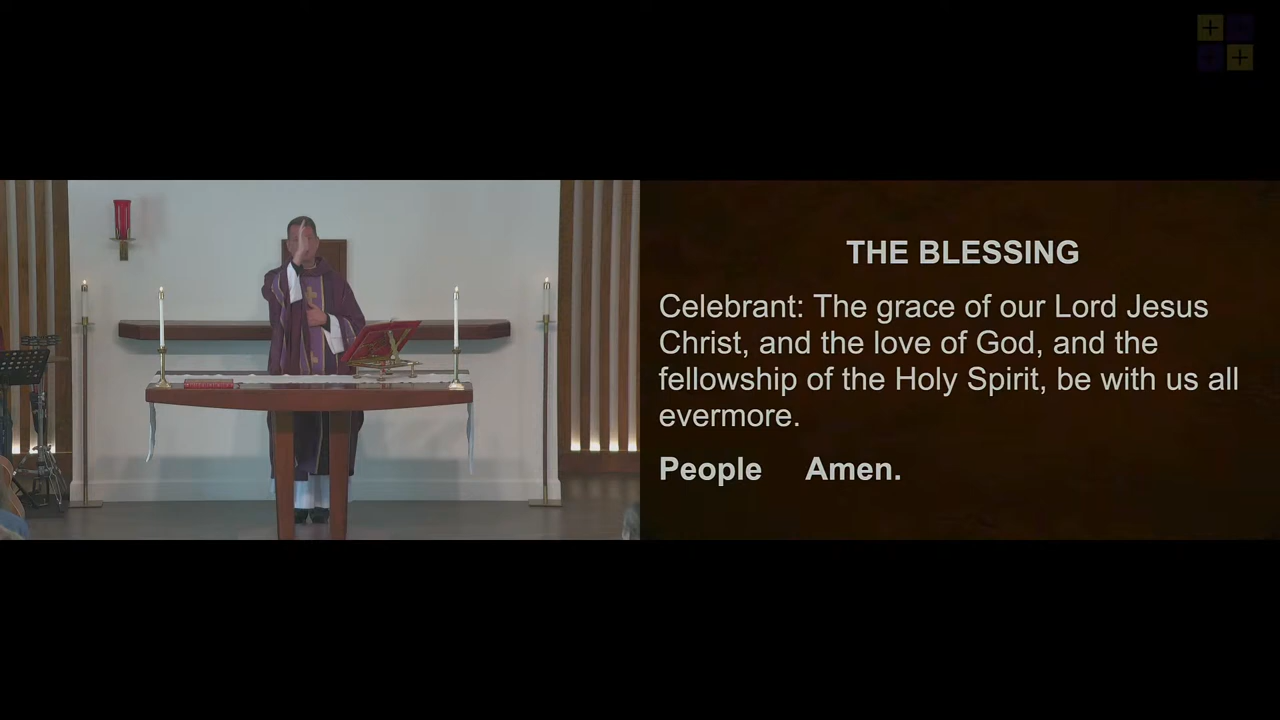 THE BLESSING
Celebrant: The grace of our Lord Jesus
Christ, and the love of God, and the
fellowship of the Holy Spirit, be with us all
evermore.
People Amen.